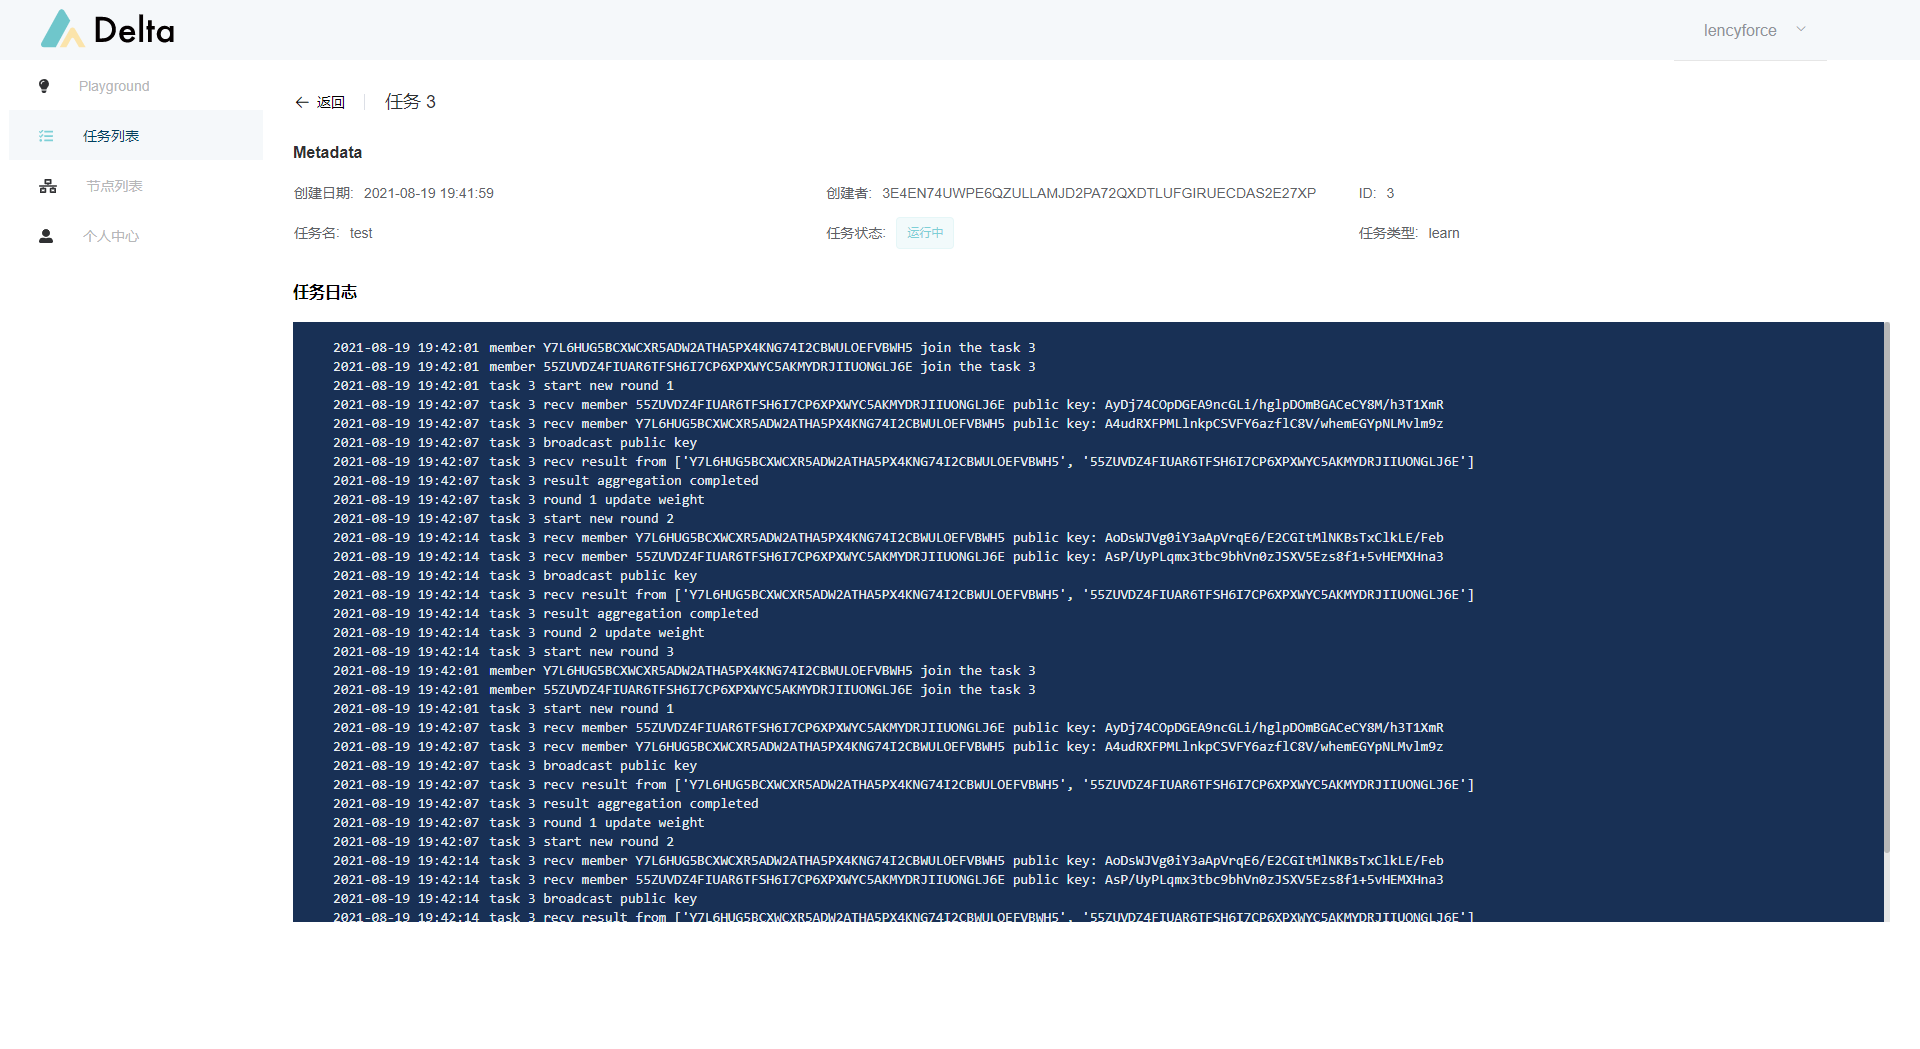 Delta
lencyforce
Playground
任务列表
节点列表
个人中心
返回 任务 3
Metadata
创建日期: 2021-08-19 19:41:59 创建者: 3E4EN74UWPE6QZULLAMJD2PA72QXDTLUFGIRUECDAS2E27XP ID: 3
任务名: test 任务状态: 运行中 任务类型: learn
任务日志
2021-08-19 19:42:01 member Y7L6HUG5BCXWCXR5ADW2ATHA5PX4KNG74I2CBWULOEFVBWH5 join the task 3
2021-08-19 19:42:01 member 55ZUVDZ4FIUAR6TFSH6I7CP6XPXWYC5AKMYDRJIIUONGLJ6E join the task 3
2021-08-19 19:42:01 task 3 start new round 1
2021-08-19 19:42:07 task 3 recv member 55ZUVDZ4FIUAR6TFSH6I7CP6XPXWYC5AKMYDRJIIUONGLJ6E public key: AyDj74COpDGEA9ncGLi/hglpDOmBGACeCY8M/h3T1XmR
2021-08-19 19:42:07 task 3 recv member Y7L6HUG5BCXWCXR5ADW2ATHA5PX4KNG74I2CBWULOEFVBWH5 public key: A4udRXFPMLlnkpCSVFY6azflC8V/whemEGYpNLMvlm9z
2021-08-19 19:42:07 task 3 broadcast public key
2021-08-19 19:42:07 task 3 recv result from ['Y7L6HUG5BCXWCXR5ADW2ATHA5PX4KNG74I2CBWULOEFVBWH5', '55ZUVDZ4FIUAR6TFSH6I7CP6XPXWYC5AKMYDRJIIUONGLJ6E']
2021-08-19 19:42:07 task 3 result aggregation completed
2021-08-19 19:42:07 task 3 round 1 update weight
2021-08-19 19:42:07 task 3 start new round 2
2021-08-19 19:42:14 task 3 recv member Y7L6HUG5BCXWCXR5ADW2ATHA5PX4KNG74I2CBWULOEFVBWH5 public key: AoDsWJVg0iY3aApVrqE6/E2CGItMlNKBsTxClkLE/Feb
2021-08-19 19:42:14 task 3 recv member 55ZUVDZ4FIUAR6TFSH6I7CP6XPXWYC5AKMYDRJIIUONGLJ6E public key: AsP/UyPLqmx3tbc9bhVn0zJSXV5Ezs8f1+5vHEMXHna3
2021-08-19 19:42:14 task 3 broadcast public key
2021-08-19 19:42:14 task 3 recv result from ['Y7L6HUG5BCXWCXR5ADW2ATHA5PX4KNG74I2CBWULOEFVBWH5', '55ZUVDZ4FIUAR6TFSH6I7CP6XPXWYC5AKMYDRJIIUONGLJ6E']
2021-08-19 19:42:14 task 3 result aggregation completed
2021-08-19 19:42:14 task 3 round 2 update weight
2021-08-19 19:42:14 task 3 start new round 3
2021-08-19 19:42:01 member Y7L6HUG5BCXWCXR5ADW2ATHA5PX4KNG74I2CBWULOEFVBWH5 join the task 3
2021-08-19 19:42:01 member 55ZUVDZ4FIUAR6TFSH6I7CP6XPXWYC5AKMYDRJIIUONGLJ6E join the task 3
2021-08-19 19:42:01 task 3 start new round 1
2021-08-19 19:42:07 task 3 recv member 55ZUVDZ4FIUAR6TFSH6I7CP6XPXWYC5AKMYDRJIIUONGLJ6E public key: AyDj74COpDGEA9ncGLi/hglpDOmBGACeCY8M/h3T1XmR
2021-08-19 19:42:07 task 3 recv member Y7L6HUG5BCXWCXR5ADW2ATHA5PX4KNG74I2CBWULOEFVBWH5 public key: A4udRXFPMLlnkpCSVFY6azflC8V/whemEGYpNLMvlm9z
2021-08-19 19:42:07 task 3 broadcast public key
2021-08-19 19:42:07 task 3 recv result from ['Y7L6HUG5BCXWCXR5ADW2ATHA5PX4KNG74I2CBWULOEFVBWH5', '55ZUVDZ4FIUAR6TFSH6I7CP6XPXWYC5AKMYDRJIIUONGLJ6E']
2021-08-19 19:42:07 task 3 result aggregation completed
2021-08-19 19:42:07 task 3 round 1 update weight
2021-08-19 19:42:07 task 3 start new round 2
2021-08-19 19:42:14 task 3 recv member Y7L6HUG5BCXWCXR5ADW2ATHA5PX4KNG74I2CBWULOEFVBWH5 public key: AoDsWJVg0iY3aApVrqE6/E2CGItMlNKBsTxClkLE/Feb
2021-08-19 19:42:14 task 3 recv member 55ZUVDZ4FIUAR6TFSH6I7CP6XPXWYC5AKMYDRJIIUONGLJ6E public key: AsP/UyPLqmx3tbc9bhVn0zJSXV5Ezs8f1+5vHEMXHna3
2021-08-19 19:42:14 task 3 broadcast public key
2021-08-19 19:42:14 task 3 recv result from ['Y7L6HUG5BCXWCXR5ADW2ATHA5PX4KNG74I2CBWULOEFVBWH5', '55ZUVDZ4FIUAR6TFSH6I7CP6XPXWYC5AKMYDRJIIUONGLJ6E']